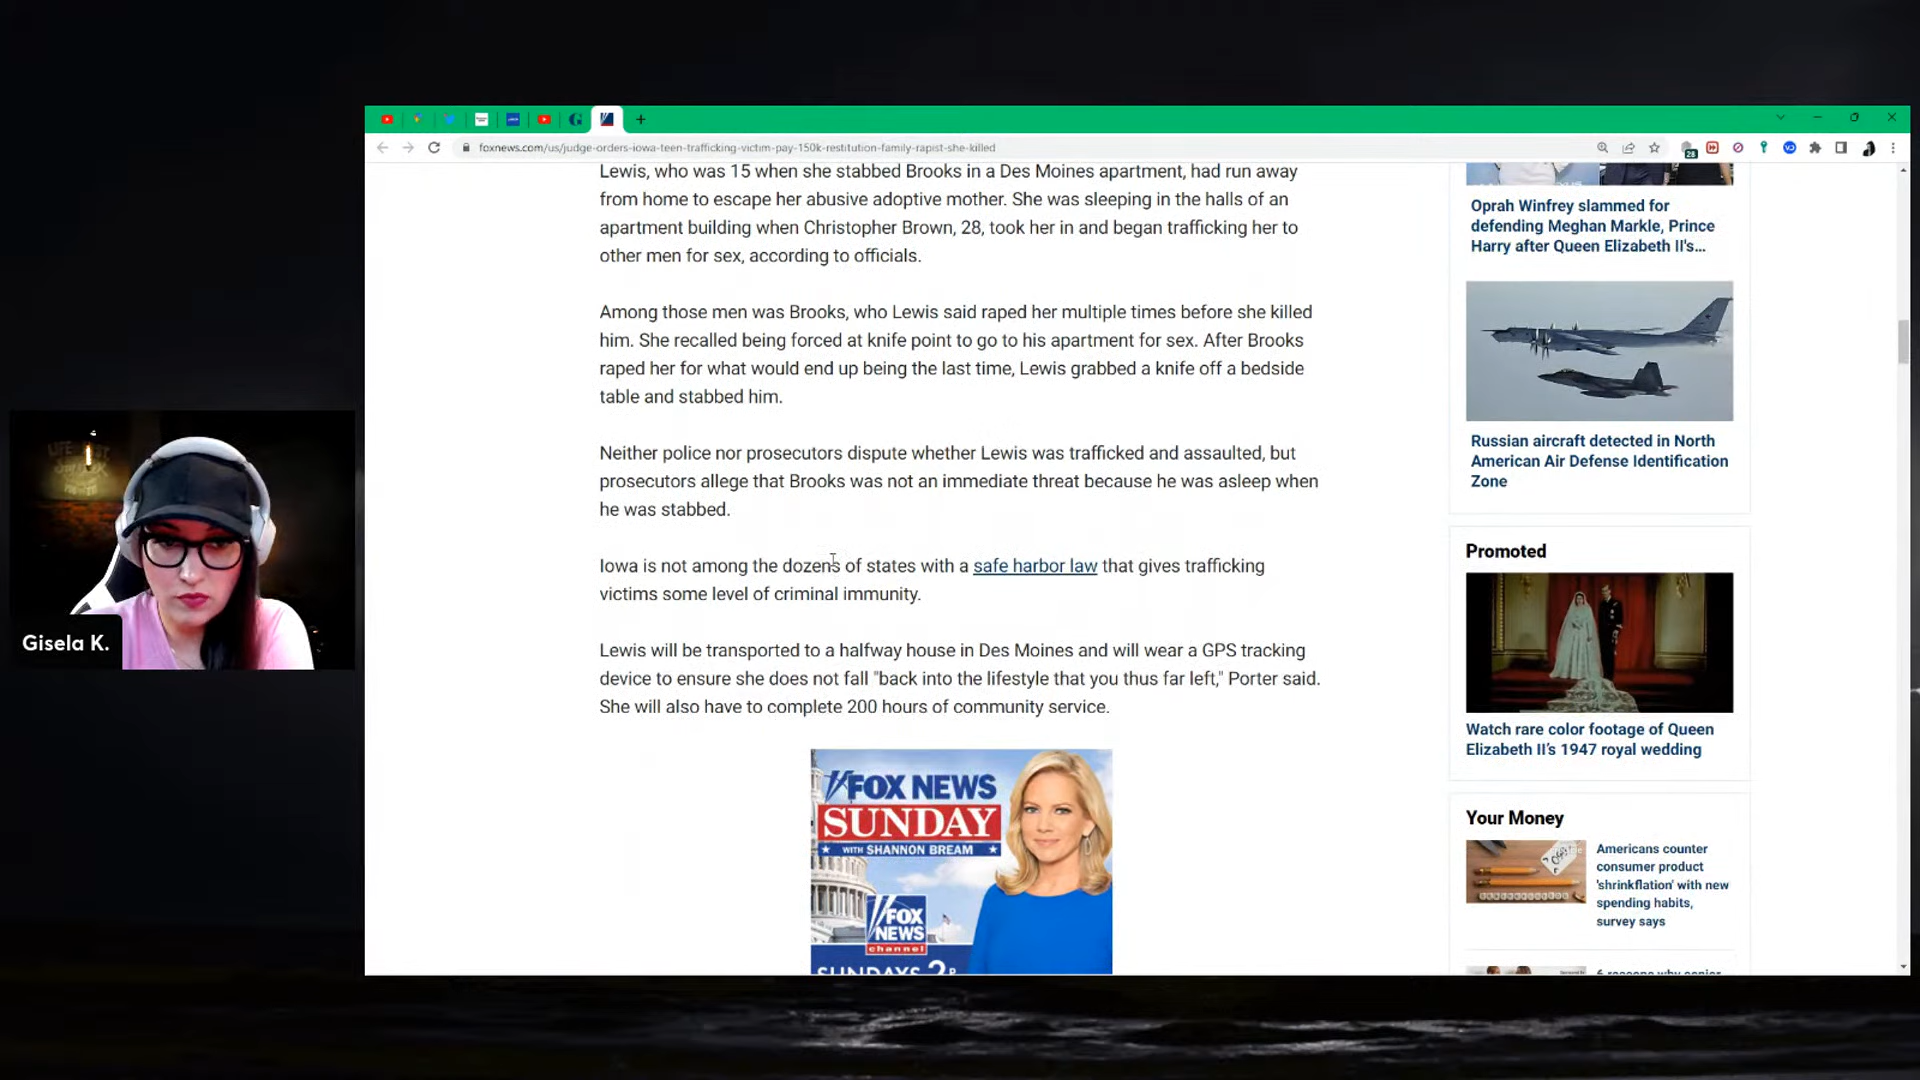 foxnews.com/us/judge-orders-iowa-teen-trafficking-victim-pay-150k-restitution-family-rapist-she-killed
28
Lewis, who was 15 when she stabbed Brooks in a Des Moines apartment, had run away
from home to escape her abusive adoptive mother. She was sleeping in the halls of an
apartment building when Christopher Brown, 28, took her in and began trafficking her to
other men for sex, according to officials.
Among those men was Brooks, who Lewis said raped her multiple times before she killed
him. She recalled being forced at knife point to go to his apartment for sex. After Brooks
raped her for what would end up being the last time, Lewis grabbed a knife off a bedside
table and stabbed him.
Neither police nor prosecutors dispute whether Lewis was trafficked and assaulted, but
prosecutors allege that Brooks was not an immediate threat because he was asleep when
he was stabbed.
Iowa is not among the dozens of states with a safe harbor law that gives trafficking
victims some level of criminal immunity.
Lewis will be transported to a halfway house in Des Moines and will wear a GPS tracking
device to ensure she does not fall "back into the lifestyle that you thus far left," Porter said.
She will also have to complete 200 hours of community service.
FOX NEWS
SUNDAY
WITH SHANNON BREAM
FOX
NEWS
channel
SUNDAYS 2P
Oprah Winfrey slammed for
defending Meghan Markle, Prince
Harry after Queen Elizabeth II's...
Russian aircraft detected in North
American Air Defense Identification
Zone
Promoted
Watch rare color footage of Queen
Elizabeth II’s 1947 royal wedding
Your Money
Americans counter
consumer product
'shrinkflation' with new
spending habits,
survey says
6 reasons why senior
Gisela K.